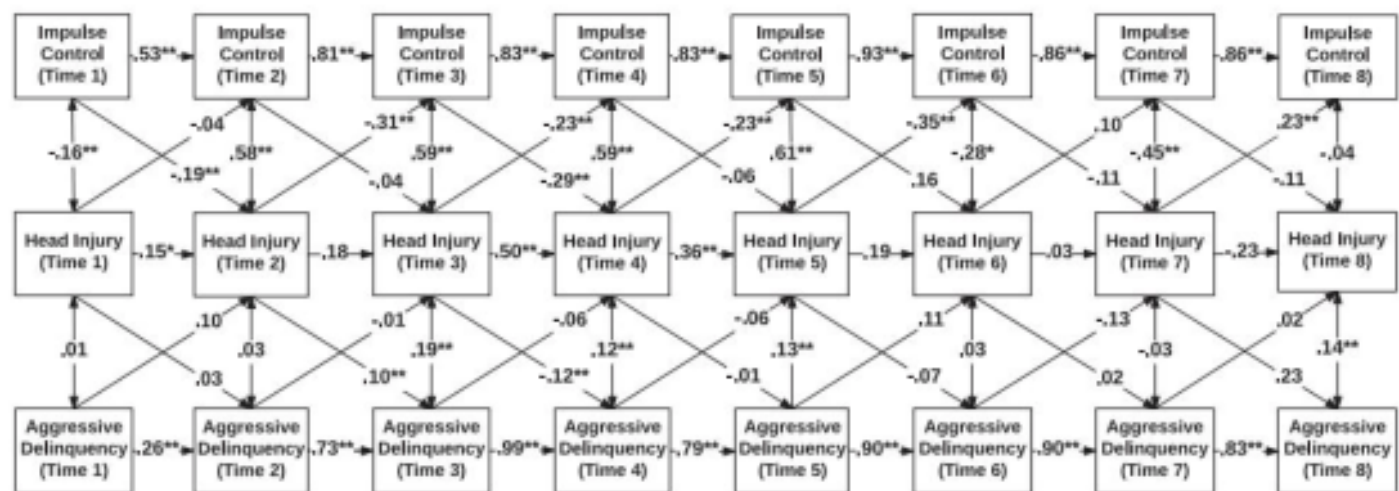 Impulse Control (Time 1) .53** Impulse Control (Time 2) .81** Impulse Control (Time 3) .83** Impulse Control (Time 4) .83** Impulse Control (Time 5) .93** Impulse Control (Time 6) .86** Impulse Control (Time 7) .86** Impulse Control (Time 8)
-.04 -.31** -.23** -.23** -.35** .10 .23**
-.16** .58** .59** .59** .61** -.28* -.45** -.04
-.19** -.04 -.29** -.06 .16 -.11 -.11
Head Injury (Time 1) .15* Head Injury (Time 2) .18 Head Injury (Time 3) .50** Head Injury (Time 4) .36** Head Injury (Time 5) .19 Head Injury (Time 6) .03 Head Injury (Time 7) -.23 Head Injury (Time 8)
.10 -.01 -.06 -.06 .11 -.13 .02
.01 .03 .19** .12** .13** .03 -.03 .14**
.03 .10** -.12** -.01 -.07 .02 .23
Aggressive Delinquency (Time 1) .26** Aggressive Delinquency (Time 2) .73** Aggressive Delinquency (Time 3) .99** Aggressive Delinquency (Time 4) .79** Aggressive Delinquency (Time 5) .90** Aggressive Delinquency (Time 6) .90** Aggressive Delinquency (Time 7) .83** Aggressive Delinquency (Time 8)